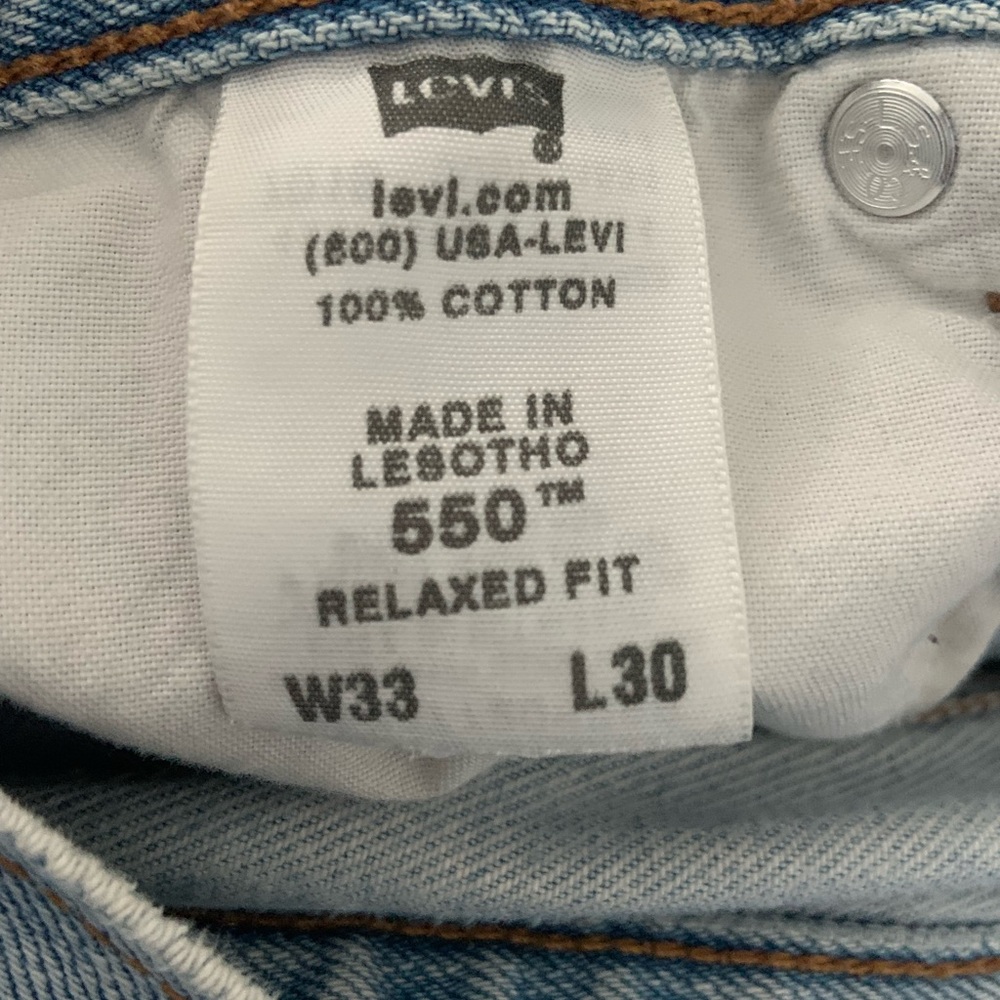 Levi's
®
levi.com
(800) USA-LEVI
100% COTTON
MADE IN
LESOTHO
550™
RELAXED FIT
W33 L30